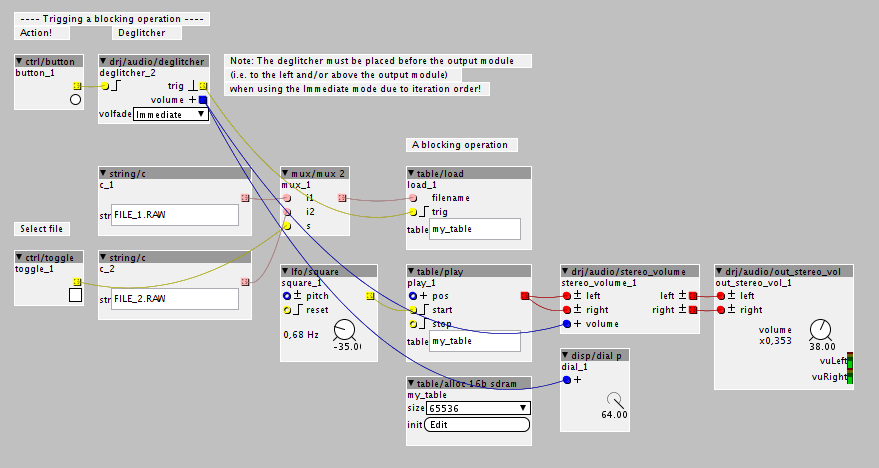 ---- Trigging a blocking operation ----
Action!
Deglitcher
ctrl/button
button_1
drj/audio/deglitcher
deglitcher_2
trig
volume +
volfade Immediate
Note: The deglitcher must be placed before the output module
(i.e. to the left and/or above the output module)
when using the Immediate mode due to iteration order!
A blocking operation
string/c
c_1
str FILE_1.RAW
mux/mux 2
mux_1
i1
i2
s
table/load
load_1
filename
trig
table my_table
Select file
ctrl/toggle
toggle_1
string/c
c_2
str FILE_2.RAW
lfo/square
square_1
± pitch
reset
0,68 Hz
-35.00
table/play
play_1
+ pos
start
stop
table my_table
drj/audio/stereo_volume
stereo_volume_1
± left left ±
± right right ±
+ volume
drj/audio/out_stereo_vol
out_stereo_vol_1
± left
± right
volume
x0,353
38.00
vuLeft
vuRight
disp/dial p
dial_1
+
64.00
table/alloc 16b sdram
my_table
size 65536
init Edit